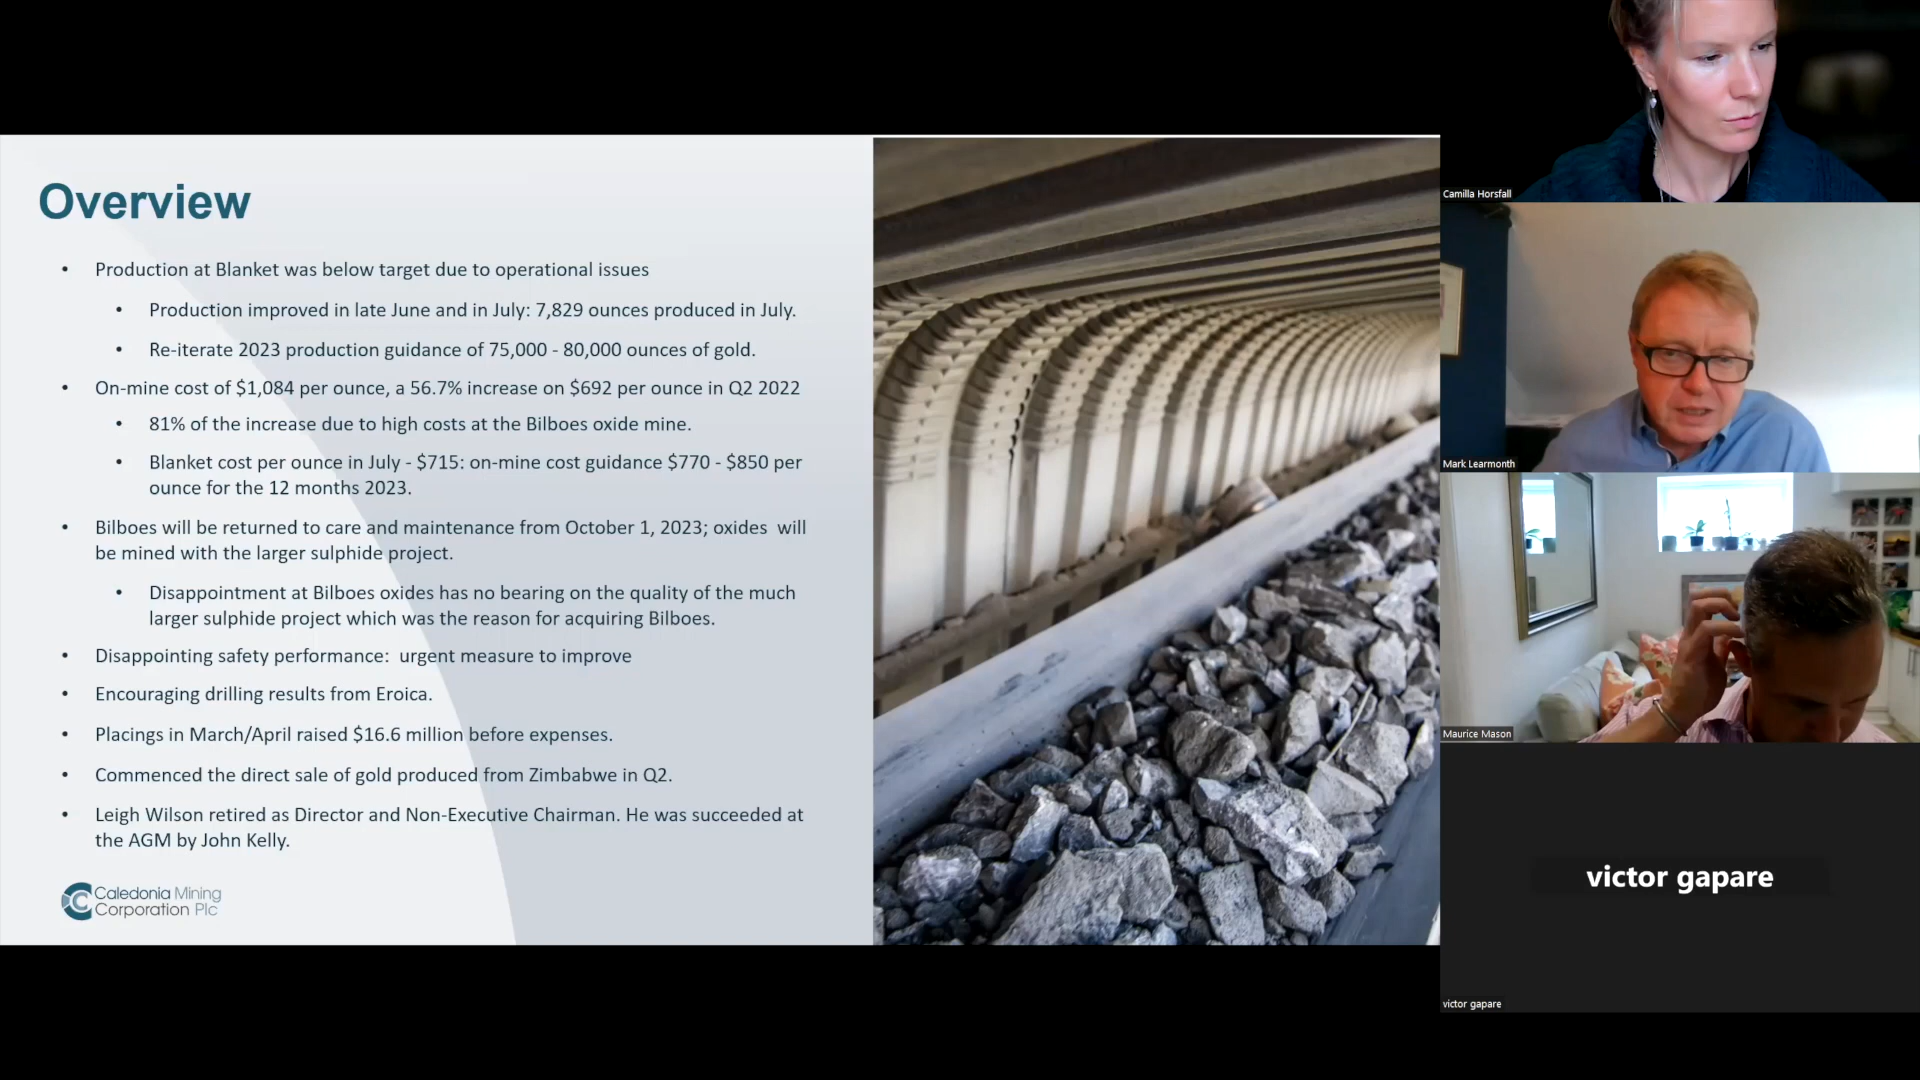 Overview
• Production at Blanket was below target due to operational issues
• Production improved in late June and in July: 7,829 ounces produced in July.
• Re-iterate 2023 production guidance of 75,000 - 80,000 ounces of gold.
• On-mine cost of $1,084 per ounce, a 56.7% increase on $692 per ounce in Q2 2022
• 81% of the increase due to high costs at the Bilboes oxide mine.
• Blanket cost per ounce in July - $715: on-mine cost guidance $770 - $850 per
ounce for the 12 months 2023.
• Bilboes will be returned to care and maintenance from October 1, 2023; oxides will
be mined with the larger sulphide project.
• Disappointment at Bilboes oxides has no bearing on the quality of the much
larger sulphide project which was the reason for acquiring Bilboes.
• Disappointing safety performance: urgent measure to improve
• Encouraging drilling results from Eroica.
• Placings in March/April raised $16.6 million before expenses.
• Commenced the direct sale of gold produced from Zimbabwe in Q2.
• Leigh Wilson retired as Director and Non-Executive Chairman. He was succeeded at
the AGM by John Kelly.
Caledonia Mining
Corporation Plc
Camilla Horsfall
Mark Learmonth
Maurice Mason
victor gapare
victor gapare